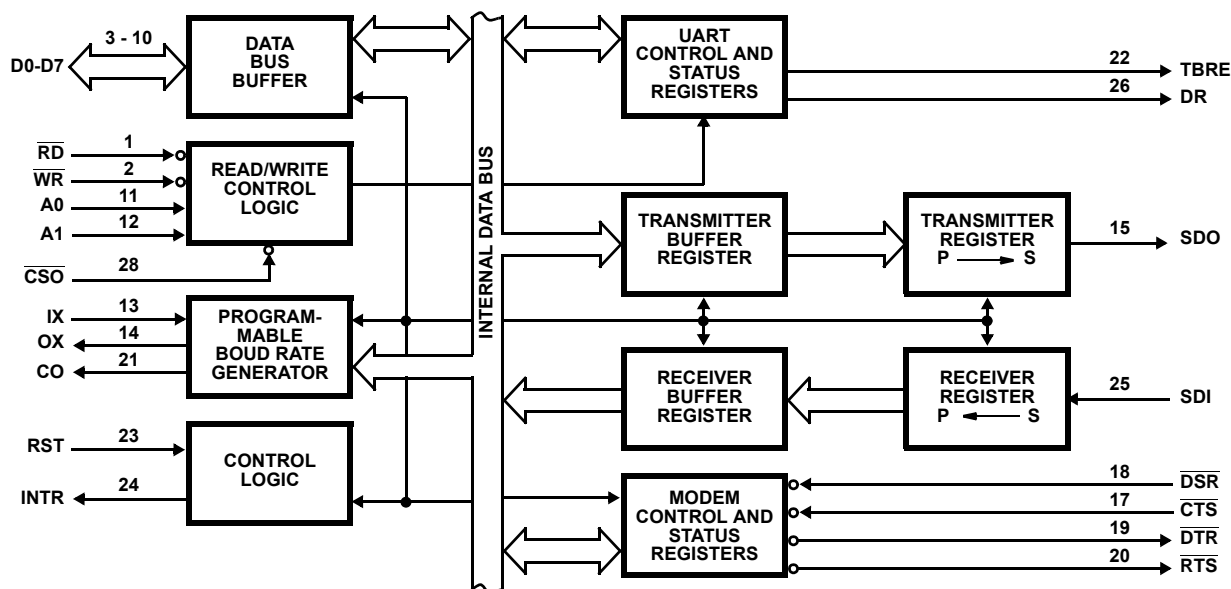 3 - 10
D0-D7
DATA
BUS
BUFFER
UART
CONTROL AND
STATUS
REGISTERS
22
TBRE
26
DR
RD
1
WR
2
A0
11
A1
12
READ/WRITE
CONTROL
LOGIC
CSO
28
INTERNAL DATA BUS
TRANSMITTER
BUFFER
REGISTER
TRANSMITTER
REGISTER
P S
15
SDO
IX
13
OX
14
CO
21
PROGRAM-
MABLE
BOUD RATE
GENERATOR
RECEIVER
BUFFER
REGISTER
RECEIVER
REGISTER
P S
25
SDI
RST
23
INTR
24
CONTROL
LOGIC
MODEM
CONTROL AND
STATUS
REGISTERS
18
DSR
17
CTS
19
DTR
20
RTS